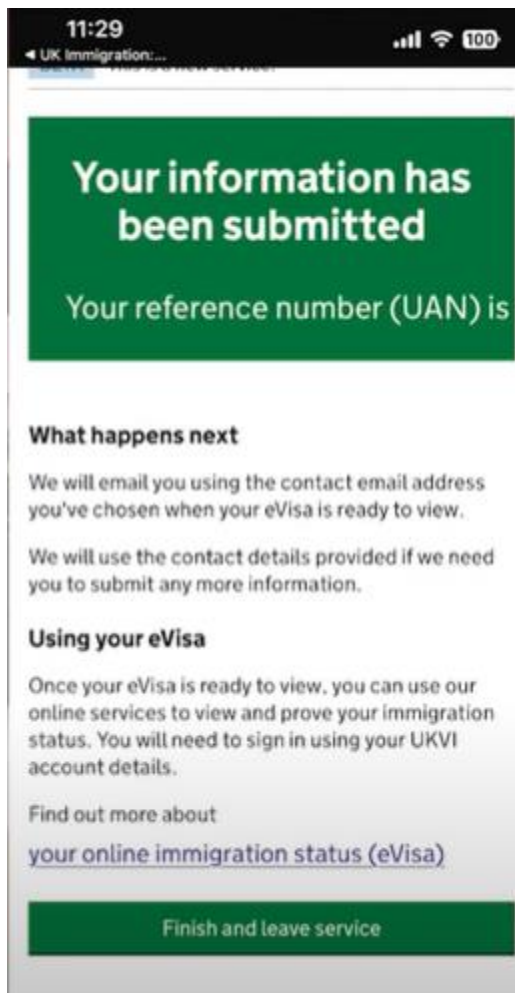 11:29
100
◀ UK Immigration:...
This is a new service.
Your information has
been submitted
Your reference number (UAN) is
What happens next
We will email you using the contact email address
you've chosen when your eVisa is ready to view.
We will use the contact details provided if we need
you to submit any more information.
Using your eVisa
Once your eVisa is ready to view, you can use our
online services to view and prove your immigration
status. You will need to sign in using your UKVI
account details.
Find out more about
your online immigration status (eVisa)
Finish and leave service